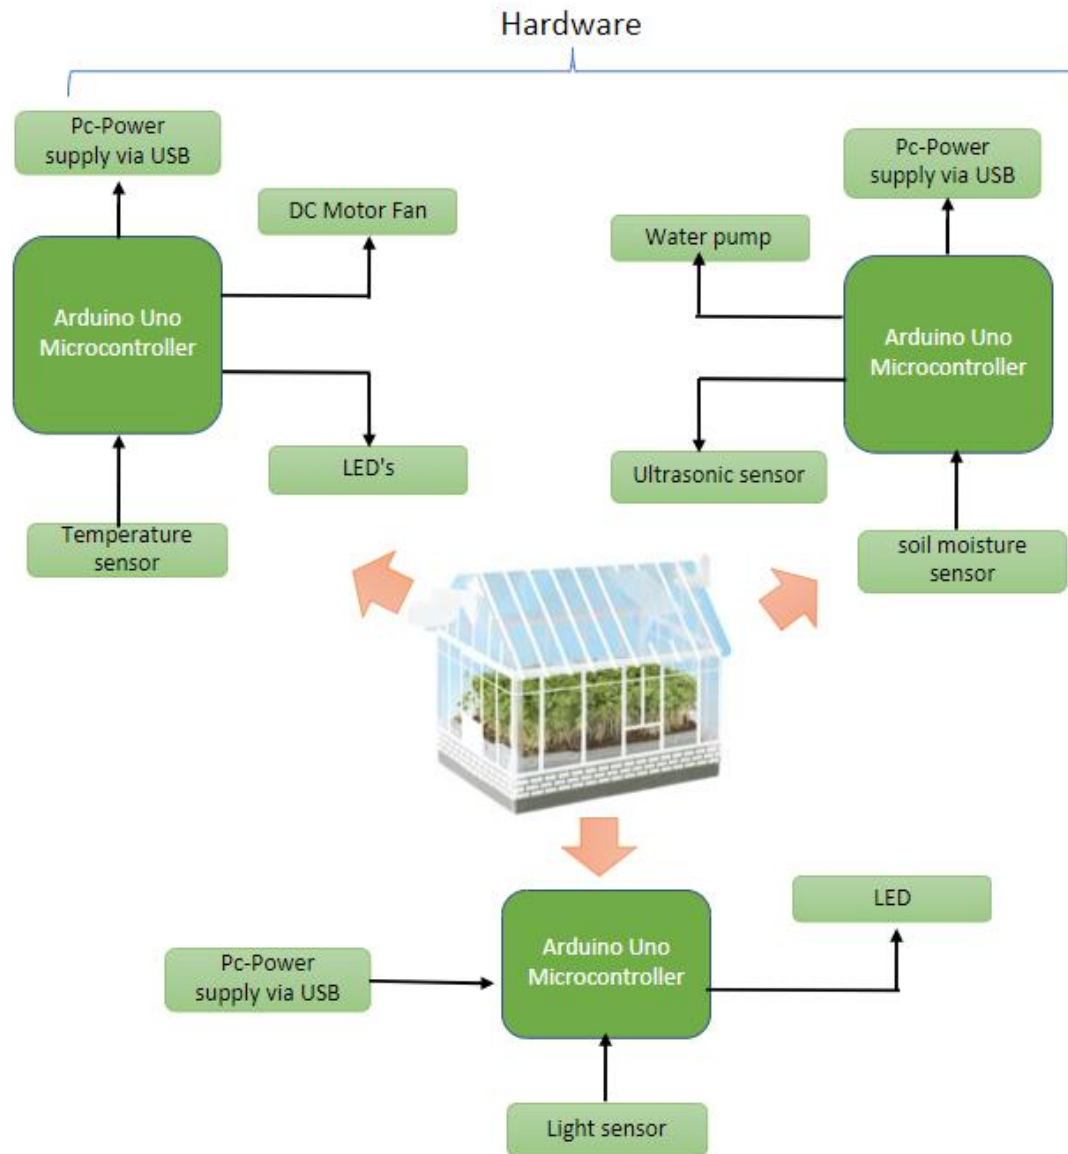 Hardware
Pc-Power
supply via USB
DC Motor Fan
Arduino Uno
Microcontroller
LED's
Temperature
sensor
Pc-Power
supply via USB
Water pump
Arduino Uno
Microcontroller
Ultrasonic sensor
soil moisture
sensor
Arduino Uno
Microcontroller
LED
Pc-Power
supply via USB
Light sensor